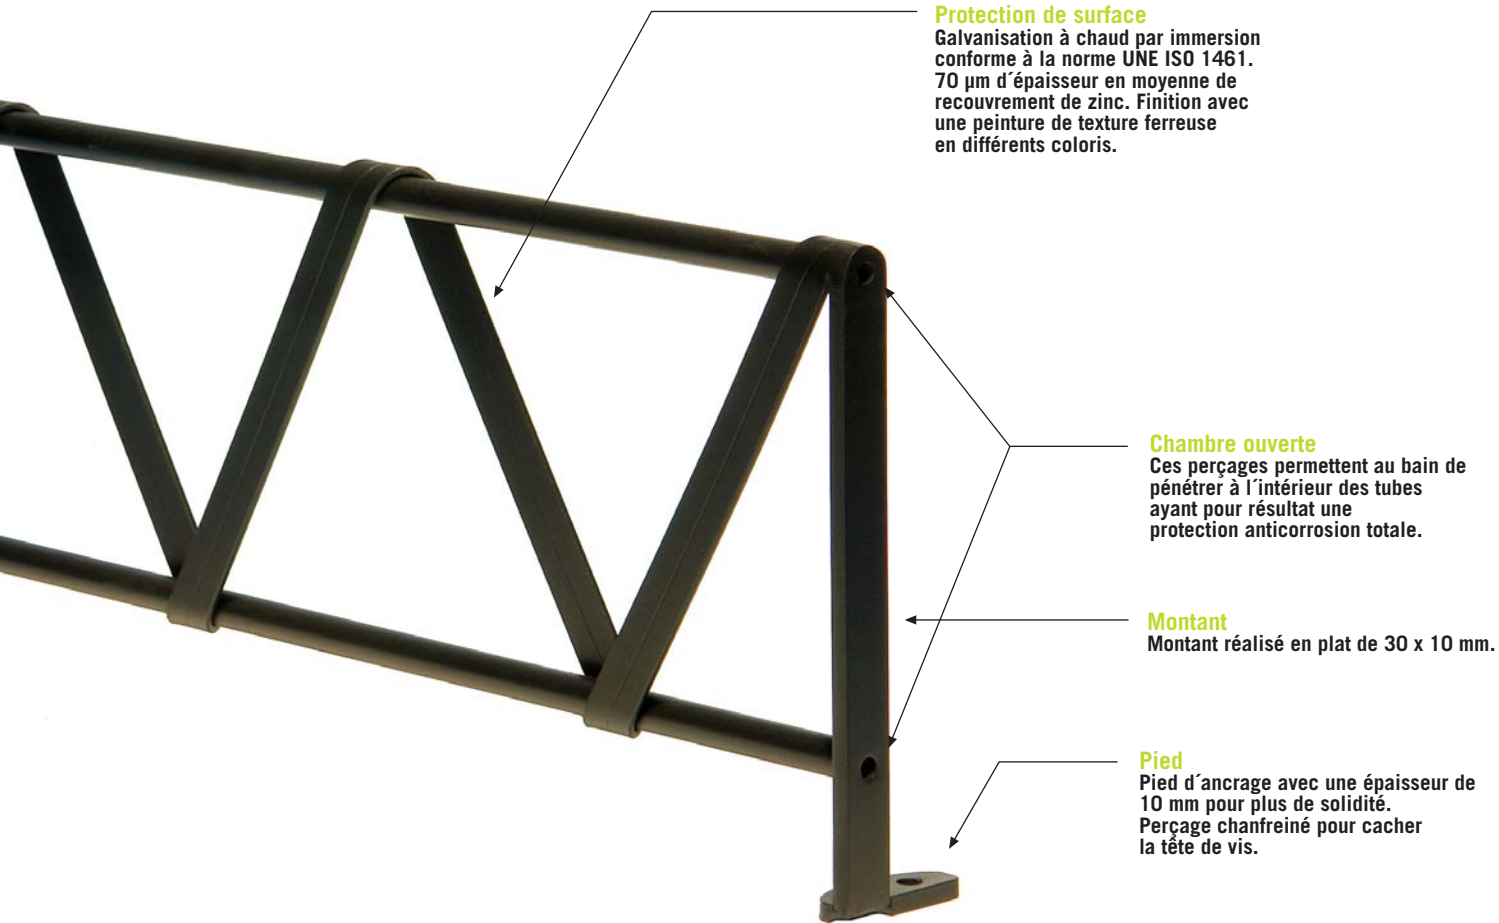 Protection de surface
Galvanisation à chaud par immersion
conforme à la norme UNE ISO 1461.
70 µm d´épaisseur en moyenne de
recouvrement de zinc. Finition avec
une peinture de texture ferreuse
en différents coloris.
Chambre ouverte
Ces perçages permettent au bain de
pénétrer à l´intérieur des tubes
ayant pour résultat une
protection anticorrosion totale.
Montant
Montant réalisé en plat de 30 x 10 mm.
Pied
Pied d´ancrage avec une épaisseur de
10 mm pour plus de solidité.
Perçage chanfreiné pour cacher
la tête de vis.